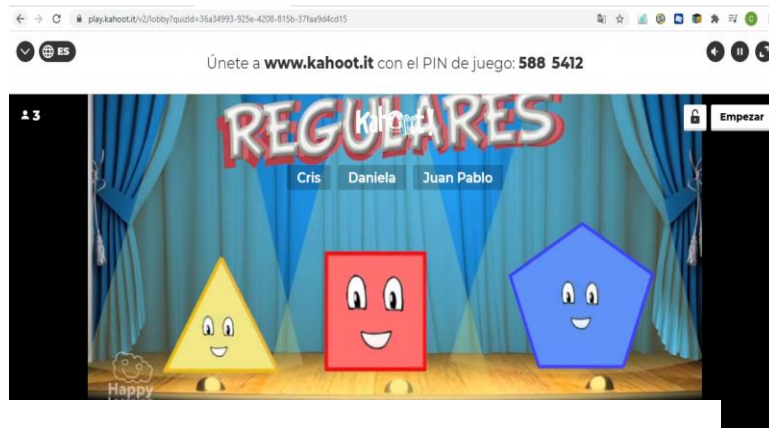 play.kahoot.it/v2/lobby?quizId=36a34993-925e-4208-815b-37faa9d4cd15
ES
Únete a www.kahoot.it con el PIN de juego: 588 5412
3
REGULARES
Kahoot!
Empezar
Cris Daniela Juan Pablo
Happy